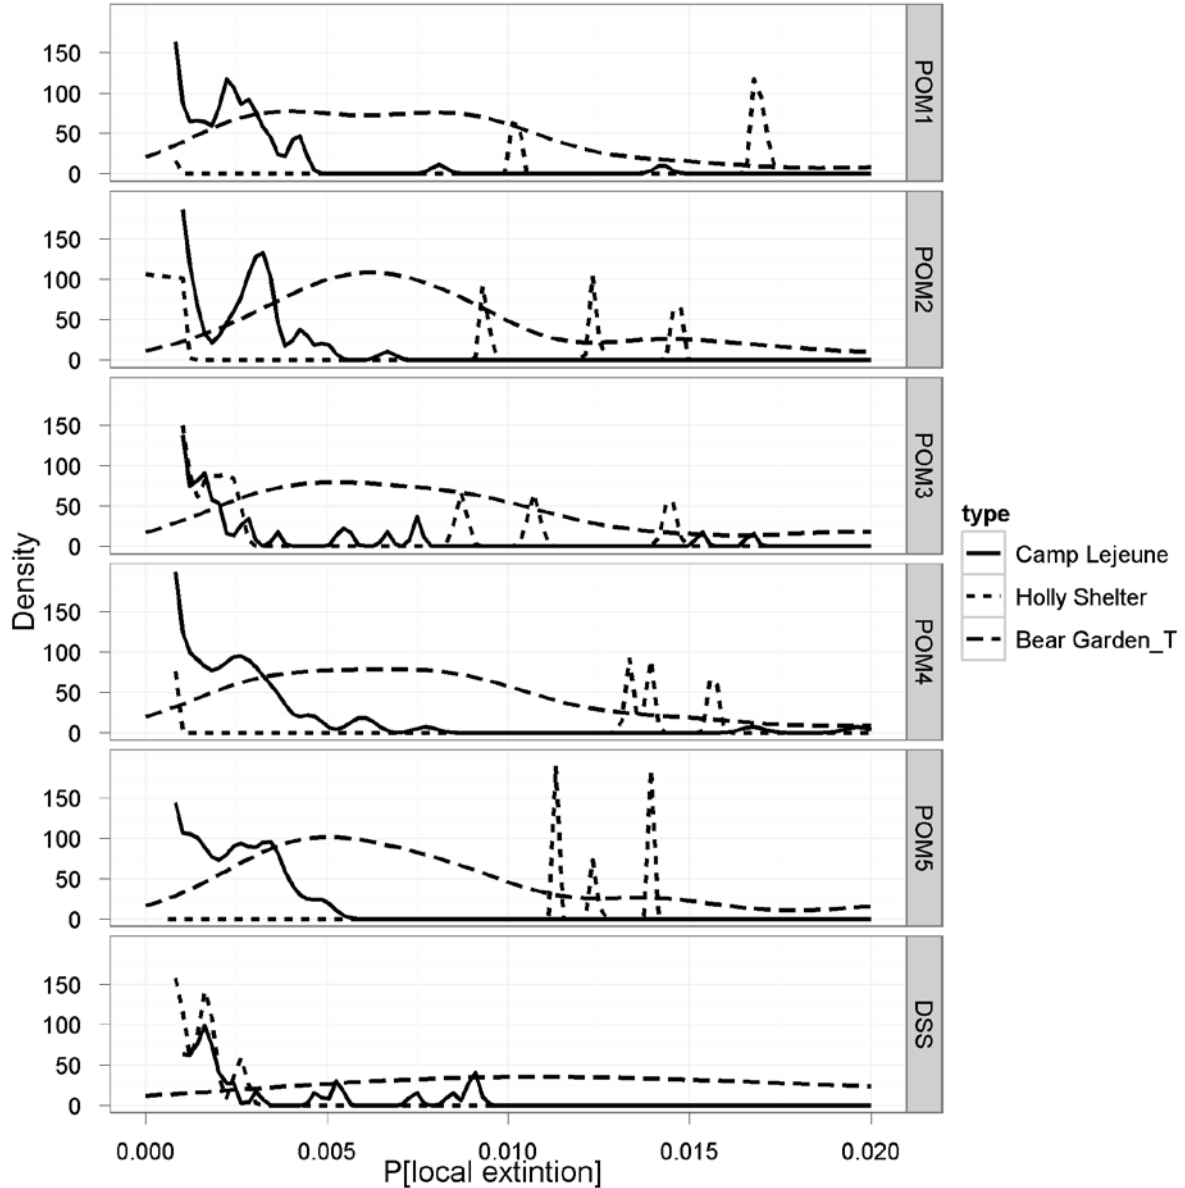 150
100
50
0
POM1
150
100
50
0
POM2
150
100
50
0
POM3
150
100
50
0
POM4
150
100
50
0
POM5
150
100
50
0
DSS
Density
0.000 0.005 0.010 0.015 0.020
P[local extintion]
type
Camp Lejeune
Holly Shelter
Bear Garden_T